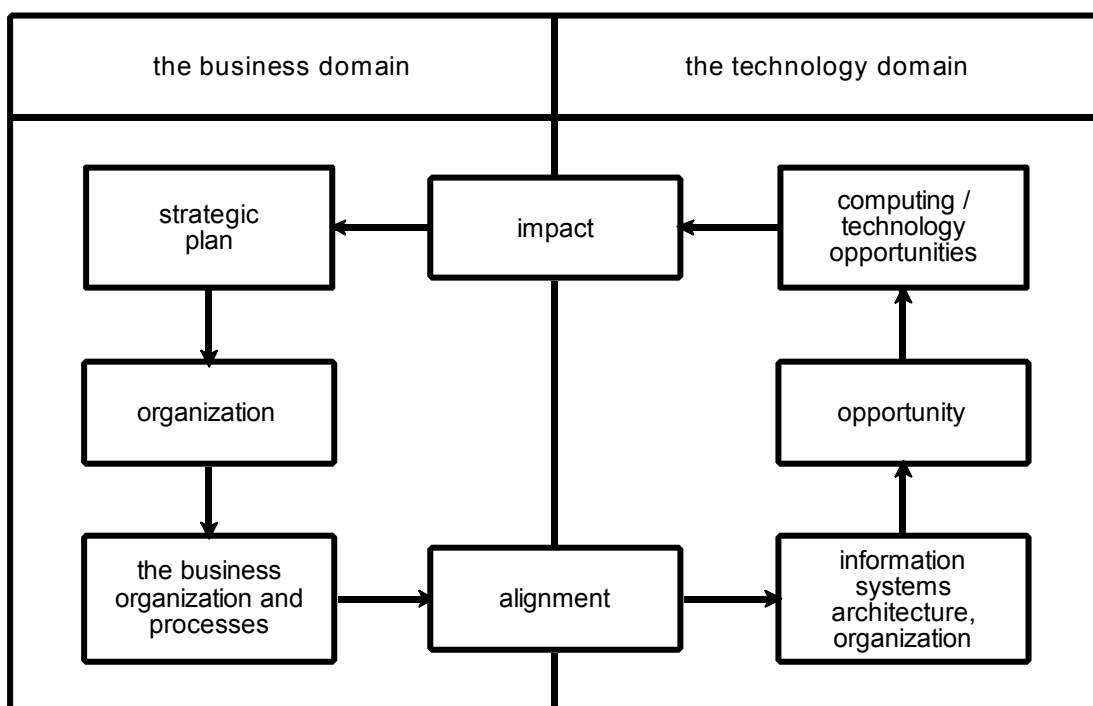 the business domain
the technology domain
strategic
plan
impact
computing /
technology
opportunities
organization
opportunity
the business
organization and
processes
alignment
information
systems
architecture,
organization